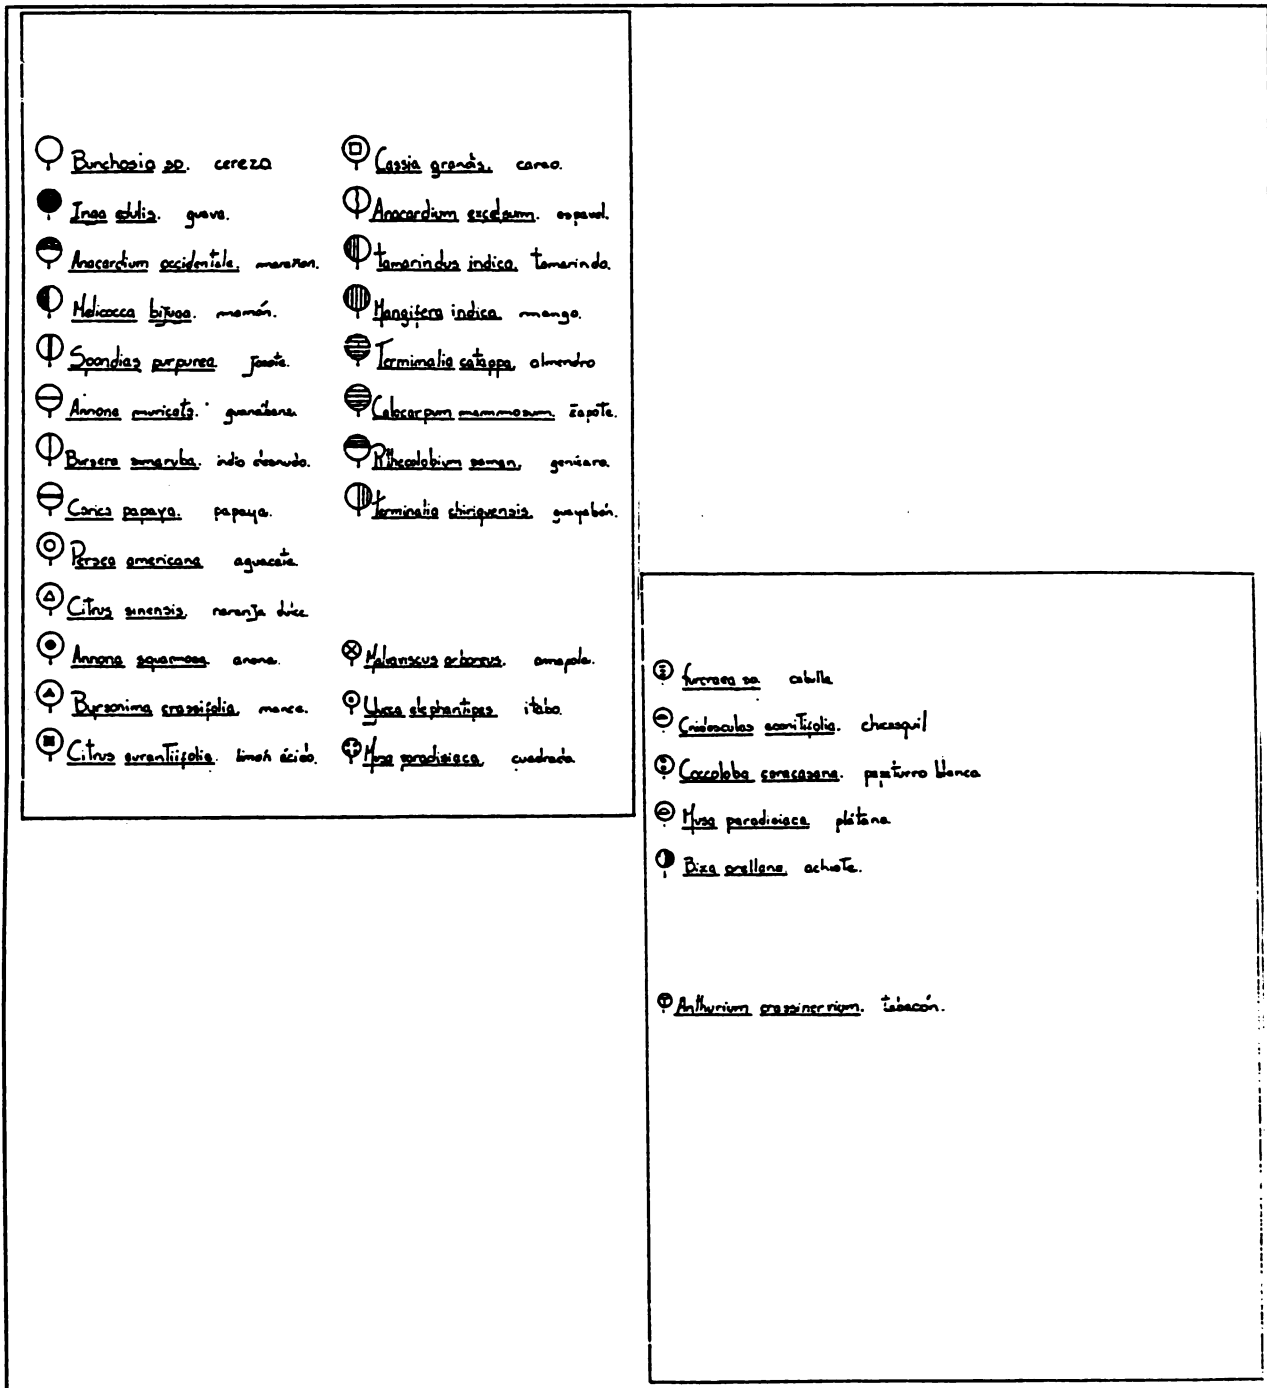 Bunchosia sp. cereza
Inga edulis. guava.
Anacardium occidentale. marañon.
Melicocca bijuga. mamón.
Spondias purpurea jocote.
Annona muricata. guanábana
Bursera simaruba. indio desnudo.
Carica papaya. papaya.
Persea americana aguacate.
Citrus sinensis. naranja dulce
Annona squamosa anona.
Byrsonima crassifolia. nance.
Citrus aurantiifolia. limón ácido.
Cassia grandis. carao.
Anacardium excelsum. espavel.
tamarindus indica. tamarindo.
Mangifera indica mango.
Terminalia catappa. almendro
Calocarpum mammosum. zapote.
Pithecolobium saman. genízaro.
terminalia chiriquensis. guayabón.
Malvaviscus arboreus. amapola.
Yucca elephantipes itabo.
Musa paradisiaca cuadrado
furcraea sp. cabulla
Cnidosculos aconitifolia. chicasquil
Coccoloba caracasana. papaturro blanco
Musa paradisiaca plátano
Bixa orellana. achiote.
Anthurium crassinervium. tabacón.